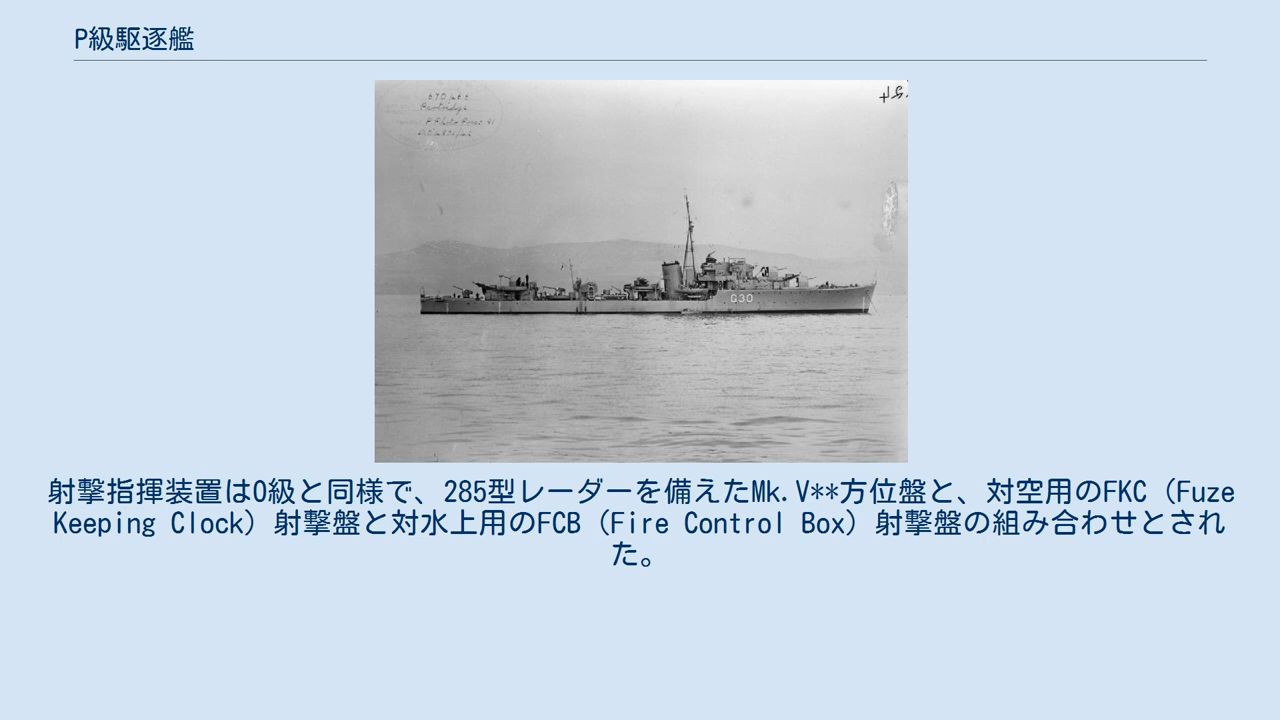 P級駆逐艦
G30
射撃指揮装置はO級と同様で、285型レーダーを備えたMk.V**方位盤と、対空用のFKC（Fuze
Keeping Clock）射撃盤と対水上用のFCB（Fire Control Box）射撃盤の組み合わせとされ
た。